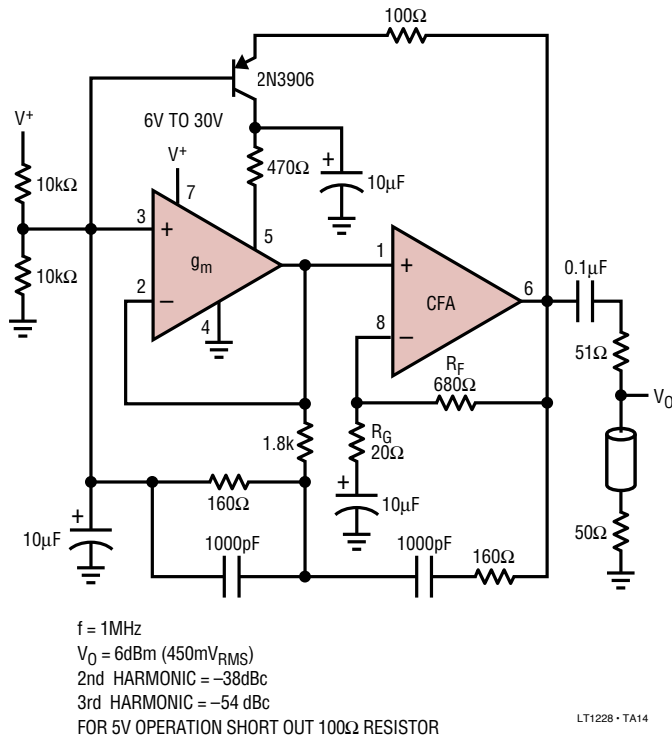 100Ω
2N3906
6V TO 30V
V+
V+
470Ω
+
10µF
10kΩ
10kΩ
7
3
+
gm
5
2
−
4
1
+
CFA
6
8
−
0.1µF
51Ω
VO
RF
680Ω
RG
20Ω
1.8k
+
10µF
160Ω
+
10µF
1000pF
1000pF
160Ω
50Ω
f = 1MHz
VO = 6dBm (450mVRMS)
2nd HARMONIC = –38dBc
3rd HARMONIC = –54 dBc
FOR 5V OPERATION SHORT OUT 100Ω RESISTOR
LT1228 • TA14